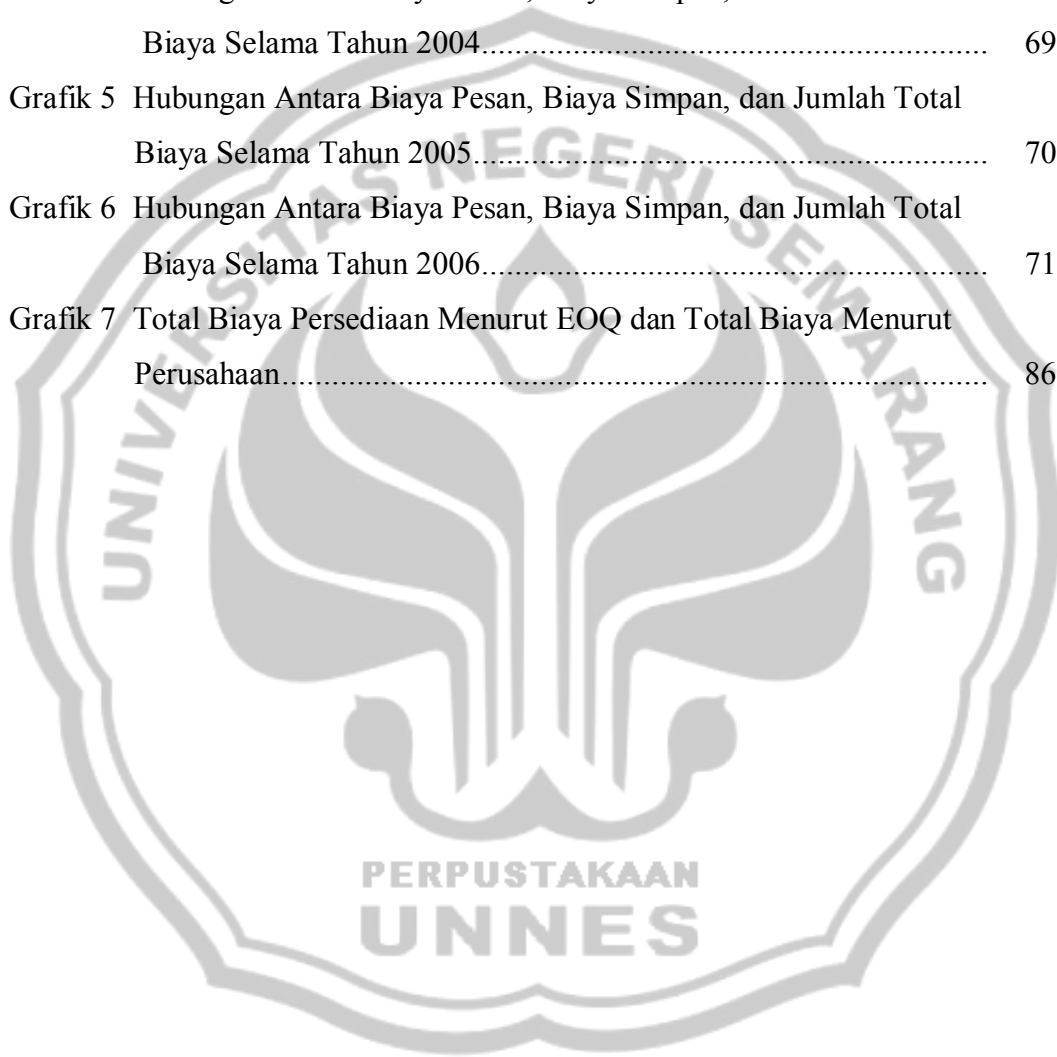 Biaya Selama Tahun 2004.................................................................... 69
Grafik 5 Hubungan Antara Biaya Pesan, Biaya Simpan, dan Jumlah Total
Biaya Selama Tahun 2005.................................................................... 70
Grafik 6 Hubungan Antara Biaya Pesan, Biaya Simpan, dan Jumlah Total
Biaya Selama Tahun 2006.................................................................... 71
Grafik 7 Total Biaya Persediaan Menurut EOQ dan Total Biaya Menurut
Perusahaan.......................................................................................... 86
UNIVERSITAS NEGERI SEMARANG
PERPUSTAKAAN
UNNES